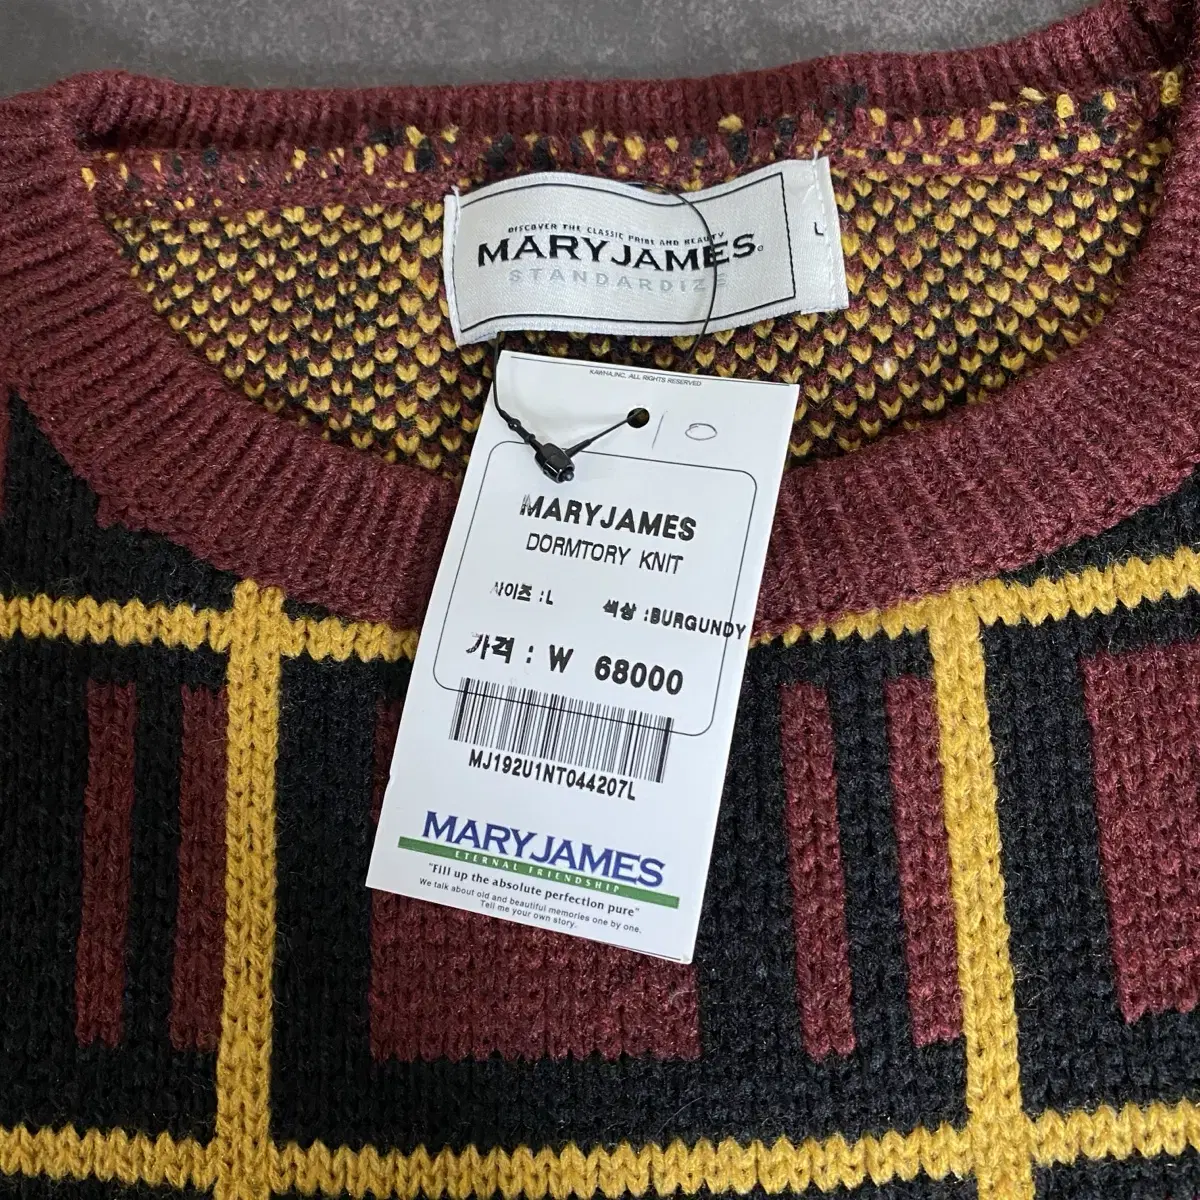 DISCOVER THE CLASSIC PRIDE AND BEAUTY
MARYJAMES
STANDARDIZE
L
KAWHA,INC. ALL RIGHTS RESERVED
10
MARYJAMES
DORMTORY KNIT
사이즈 :L 색상 :BURGUNDY
가격 : W 68000
MJ192U1NT044207L
MARYJAMES
ETERNAL FRIENDSHIP
"Fill up the absolute perfection pure"
We talk about old and beautiful memories one by one.
Tell me your own story.